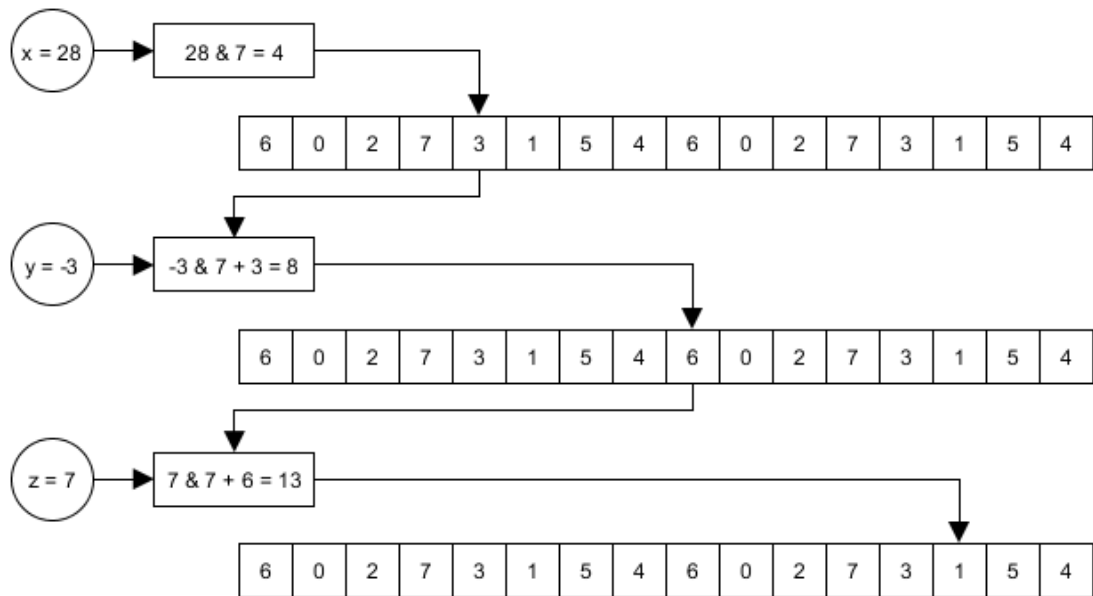 x = 28
28 & 7 = 4
6 0 2 7 3 1 5 4 6 0 2 7 3 1 5 4
y = -3
-3 & 7 + 3 = 8
6 0 2 7 3 1 5 4 6 0 2 7 3 1 5 4
z = 7
7 & 7 + 6 = 13
6 0 2 7 3 1 5 4 6 0 2 7 3 1 5 4